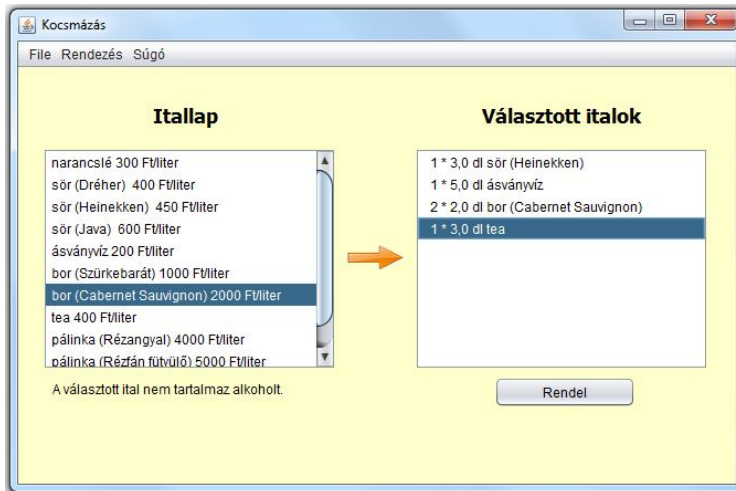 Kocsmázás
File Rendezés Súgó
Itallap
narancslé 300 Ft/liter
sör (Dréher) 400 Ft/liter
sör (Heinekken) 450 Ft/liter
sör (Java) 600 Ft/liter
ásványvíz 200 Ft/liter
bor (Szürkebarát) 1000 Ft/liter
bor (Cabernet Sauvignon) 2000 Ft/liter
tea 400 Ft/liter
pálinka (Rézangyal) 4000 Ft/liter
pálinka (Rézfán fütyülő) 5000 Ft/liter
A választott ital nem tartalmaz alkoholt.
Választott italok
1 * 3,0 dl sör (Heinekken)
1 * 5,0 dl ásványvíz
2 * 2,0 dl bor (Cabernet Sauvignon)
1 * 3,0 dl tea
Rendel